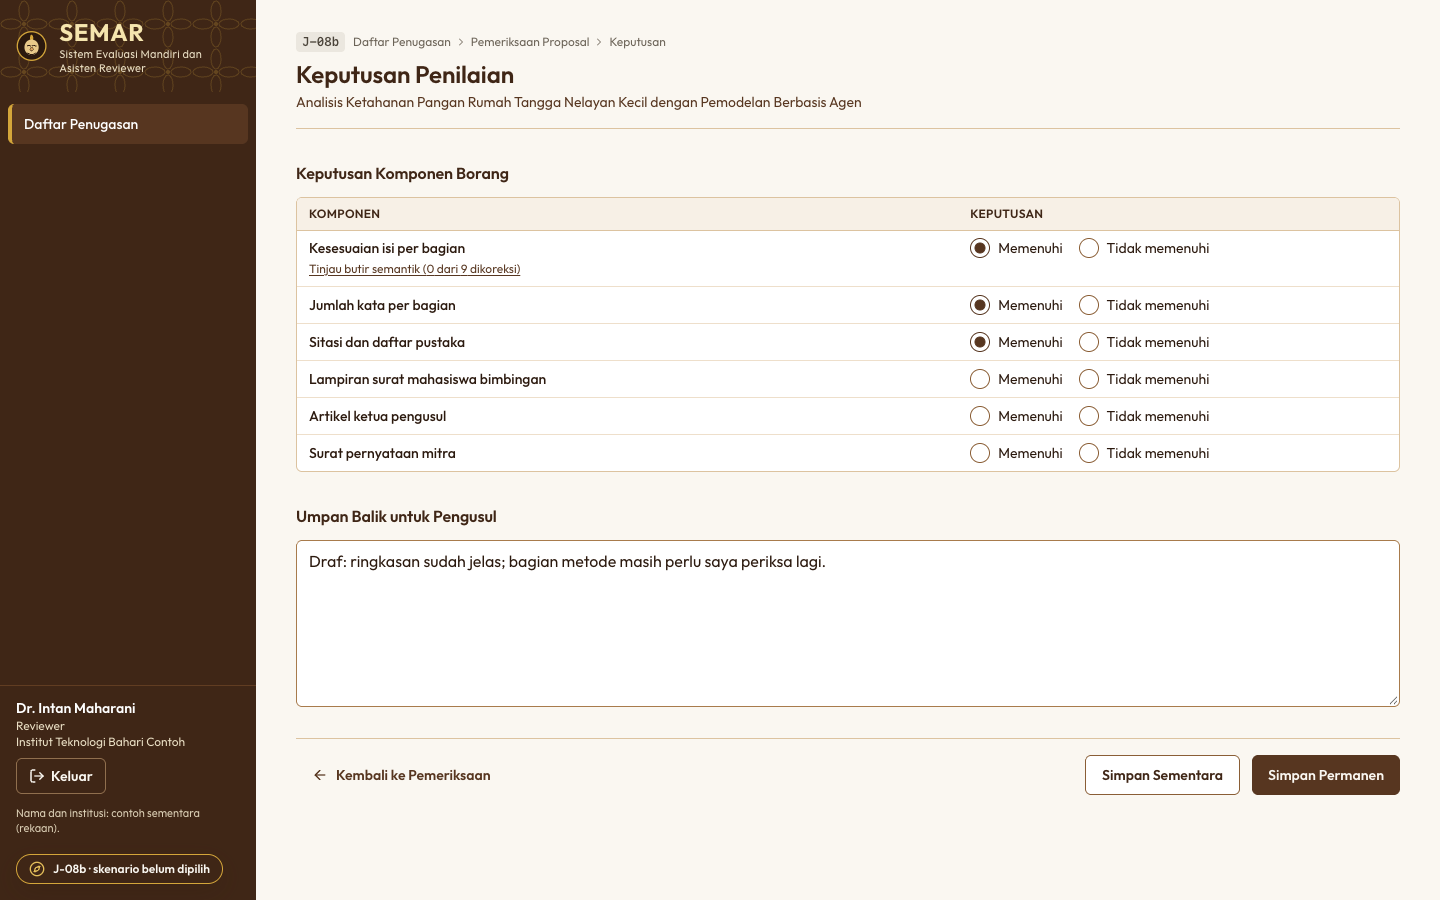 SEMAR
Sistem Evaluasi Mandiri dan
Asisten Reviewer
Daftar Penugasan
Dr. Intan Maharani
Reviewer
Institut Teknologi Bahari Contoh
Keluar
Nama dan institusi: contoh sementara
(rekaan).
J-08b · skenario belum dipilih
J-08b Daftar Penugasan > Pemeriksaan Proposal > Keputusan
Keputusan Penilaian
Analisis Ketahanan Pangan Rumah Tangga Nelayan Kecil dengan Pemodelan Berbasis Agen
Keputusan Komponen Borang
KOMPONEN KEPUTUSAN
Kesesuaian isi per bagian Memenuhi Tidak memenuhi
Tinjau butir semantik (0 dari 9 dikoreksi)
Jumlah kata per bagian Memenuhi Tidak memenuhi
Sitasi dan daftar pustaka Memenuhi Tidak memenuhi
Lampiran surat mahasiswa bimbingan Memenuhi Tidak memenuhi
Artikel ketua pengusul Memenuhi Tidak memenuhi
Surat pernyataan mitra Memenuhi Tidak memenuhi
Umpan Balik untuk Pengusul
Draf: ringkasan sudah jelas; bagian metode masih perlu saya periksa lagi.
← Kembali ke Pemeriksaan Simpan Sementara Simpan Permanen